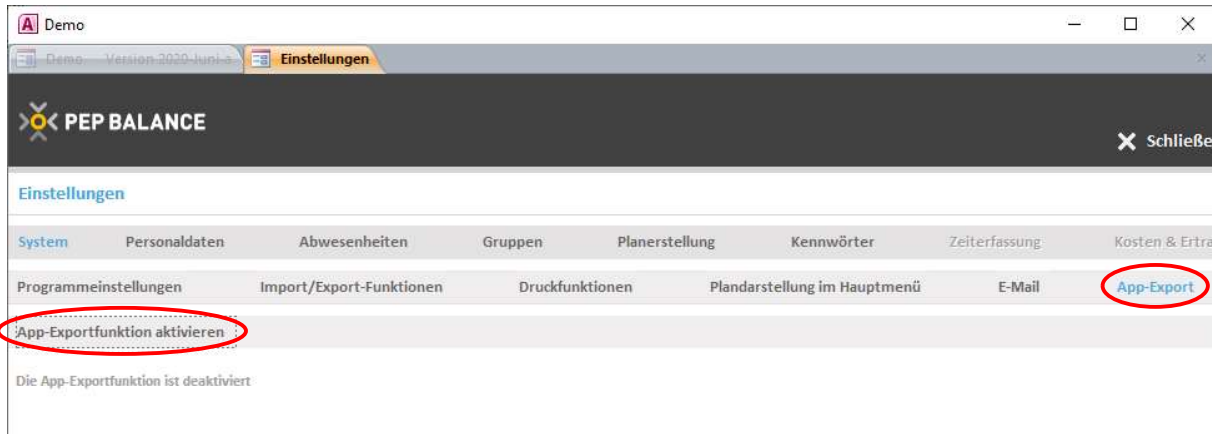 A Demo
Demo Version 2020-Juni-a Einstellungen
PEP BALANCE
Schließe
Einstellungen
System Personaldaten Abwesenheiten Gruppen Planerstellung Kennwörter Zeiterfassung Kosten & Ertra
Programmeinstellungen Import/Export-Funktionen Druckfunktionen Plandarstellung im Hauptmenü E-Mail App-Export
App-Exportfunktion aktivieren
Die App-Exportfunktion ist deaktiviert